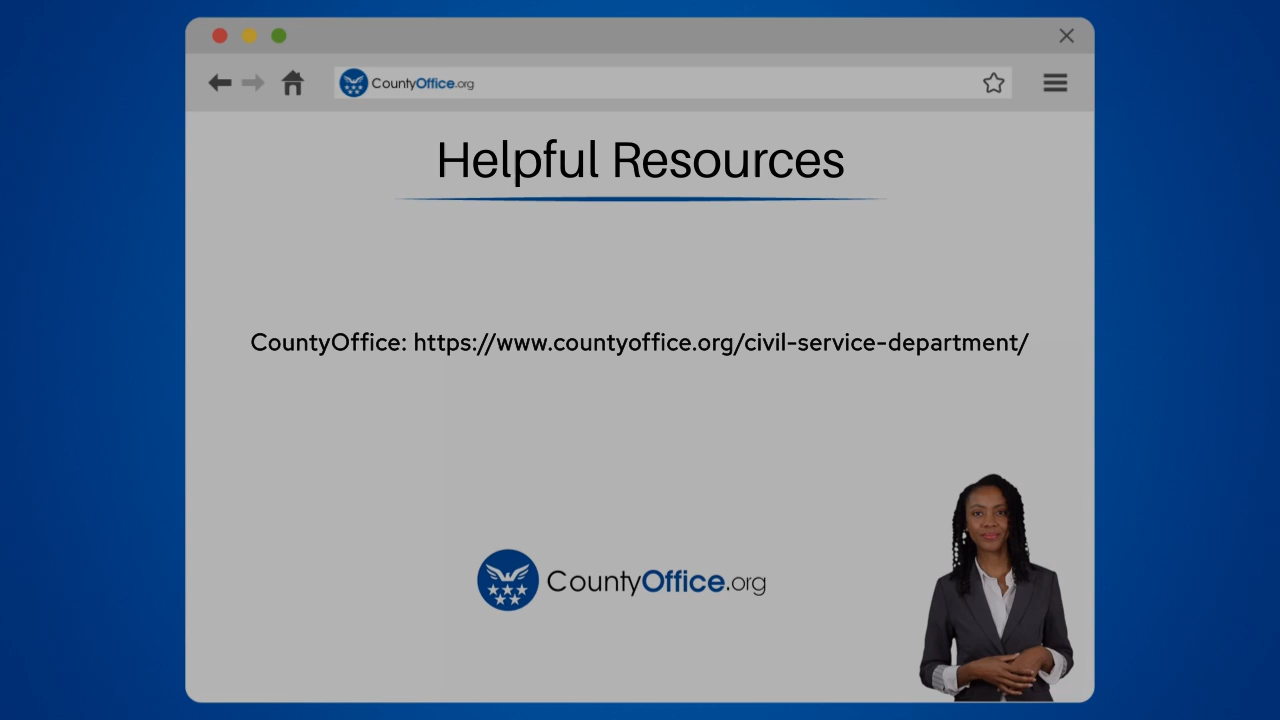 CountyOffice.org
Helpful Resources
CountyOffice: https://www.countyoffice.org/civil-service-department/
CountyOffice.org